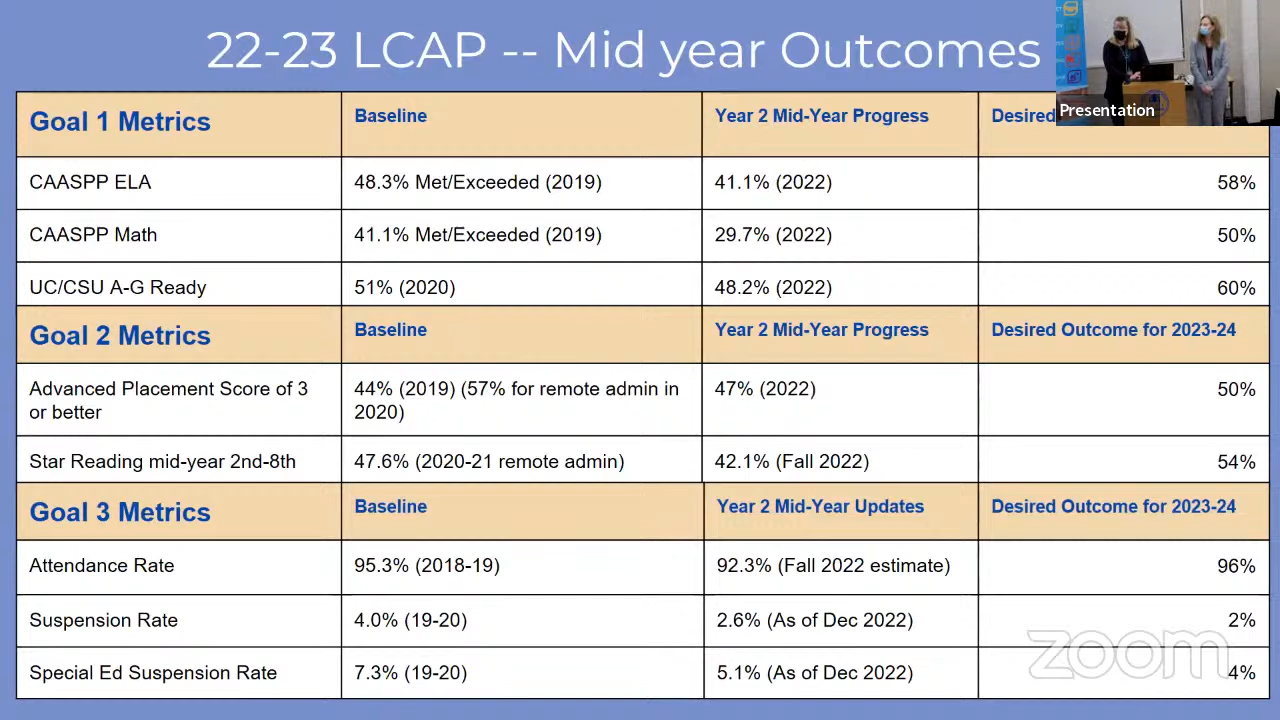 22-23 LCAP -- Mid year Outcomes
Presentation
Goal 1 Metrics
Baseline
Year 2 Mid-Year Progress
Desired
CAASPP ELA
48.3% Met/Exceeded (2019)
41.1% (2022)
58%
CAASPP Math
41.1% Met/Exceeded (2019)
29.7% (2022)
50%
UC/CSU A-G Ready
51% (2020)
48.2% (2022)
60%
Goal 2 Metrics
Baseline
Year 2 Mid-Year Progress
Desired Outcome for 2023-24
Advanced Placement Score of 3
or better
44% (2019) (57% for remote admin in
2020)
47% (2022)
50%
Star Reading mid-year 2nd-8th
47.6% (2020-21 remote admin)
42.1% (Fall 2022)
54%
Goal 3 Metrics
Baseline
Year 2 Mid-Year Updates
Desired Outcome for 2023-24
Attendance Rate
95.3% (2018-19)
92.3% (Fall 2022 estimate)
96%
Suspension Rate
4.0% (19-20)
2.6% (As of Dec 2022)
2%
Special Ed Suspension Rate
7.3% (19-20)
5.1% (As of Dec 2022)
4%
zoom